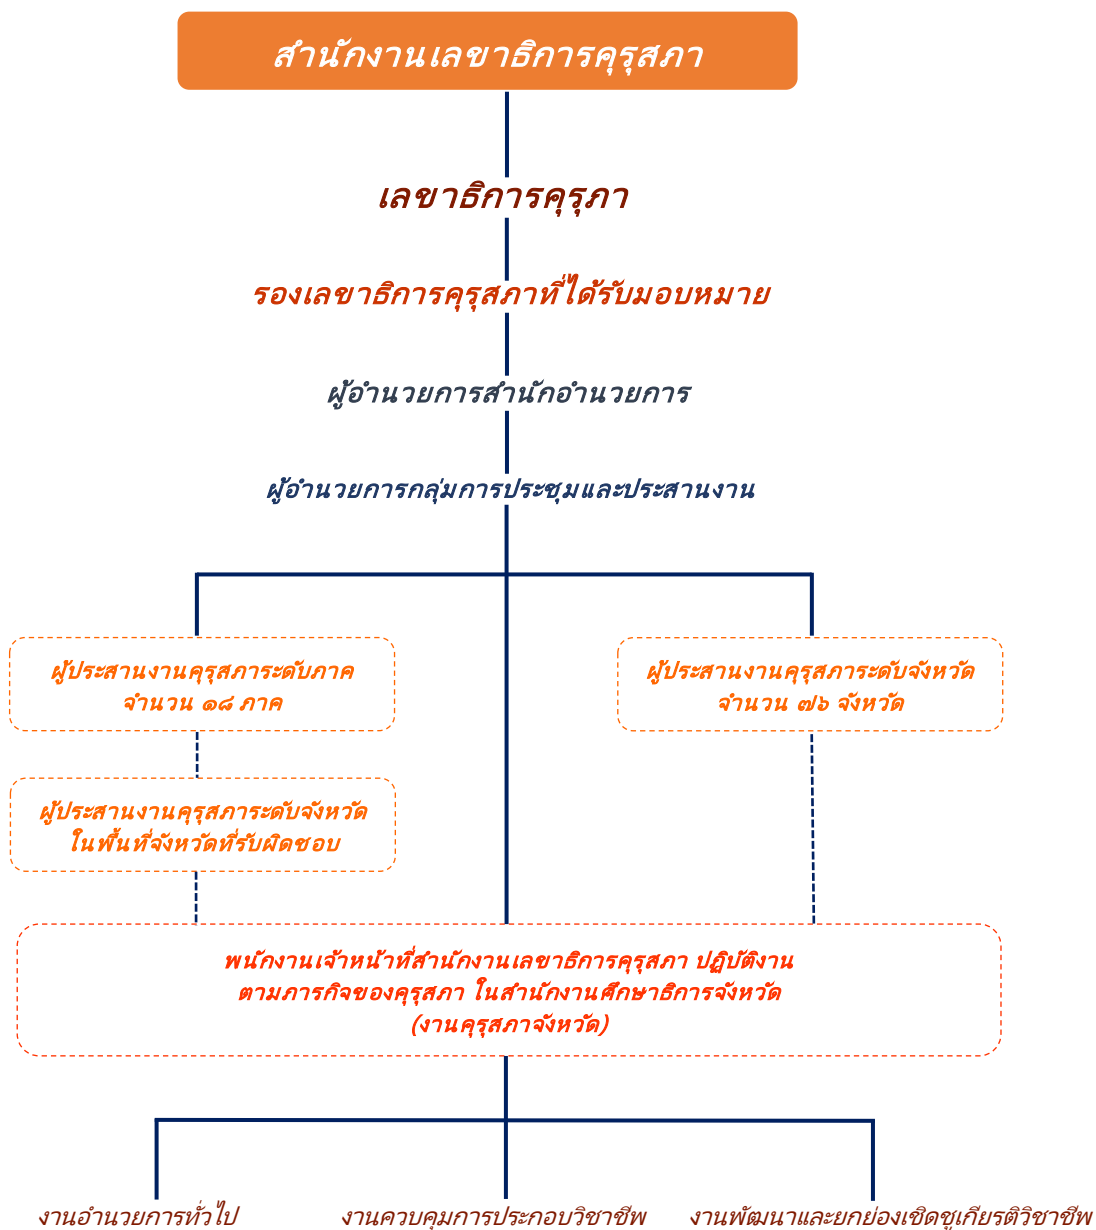 สำนักงานเลขาธิการคุรุสภา
เลขาธิการคุรุภา
รองเลขาธิการคุรุสภาที่ได้รับมอบหมาย
ผู้อำนวยการสำนักอำนวยการ
ผู้อำนวยการกลุ่มการประชุมและประสานงาน
ผู้ประสานงานคุรุสภาระดับภาค
จำนวน ๑๘ ภาค
ผู้ประสานงานคุรุสภาระดับจังหวัด
จำนวน ๗๖ จังหวัด
ผู้ประสานงานคุรุสภาระดับจังหวัด
ในพื้นที่จังหวัดที่รับผิดชอบ
พนักงานเจ้าหน้าที่สำนักงานเลขาธิการคุรุสภา ปฏิบัติงาน
ตามภารกิจของคุรุสภา ในสำนักงานศึกษาธิการจังหวัด
(งานคุรุสภาจังหวัด)
งานอำนวยการทั่วไป
งานควบคุมการประกอบวิชาชีพ
งานพัฒนาและยกย่องเชิดชูเกียรติวิชาชีพ